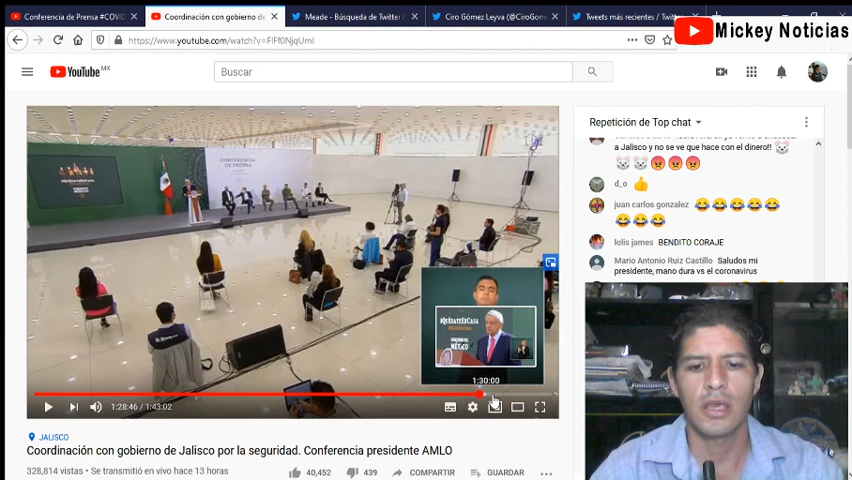 Conferencia de Prensa #COVID
Coordinación con gobierno de J
Meade - Búsqueda de Twitter /
Ciro Gómez Leyva (@CiroGome
Tweets más recientes / Twitter
Mickey Noticias
https://www.youtube.com/watch?v=FlFf0NjqUmI
YouTube MX
Buscar
CONFERENCIA
DE PRENSA
Repetición de Top chat
a Jalisco y no se ve que hace con el dinero!!
d_o
juan carlos gonzalez
lolis james BENDITO CORAJE
Mario Antonio Ruiz Castillo Saludos mi
presidente, mano dura vs el coronavirus
#QUÉDATEENCASA
GOBIERNO DE
MÉXICO
1:30:00
1:28:46 / 1:43:02
JALISCO
Coordinación con gobierno de Jalisco por la seguridad. Conferencia presidente AMLO
328,814 vistas • Se transmitió en vivo hace 13 horas
40,452
439
COMPARTIR
GUARDAR